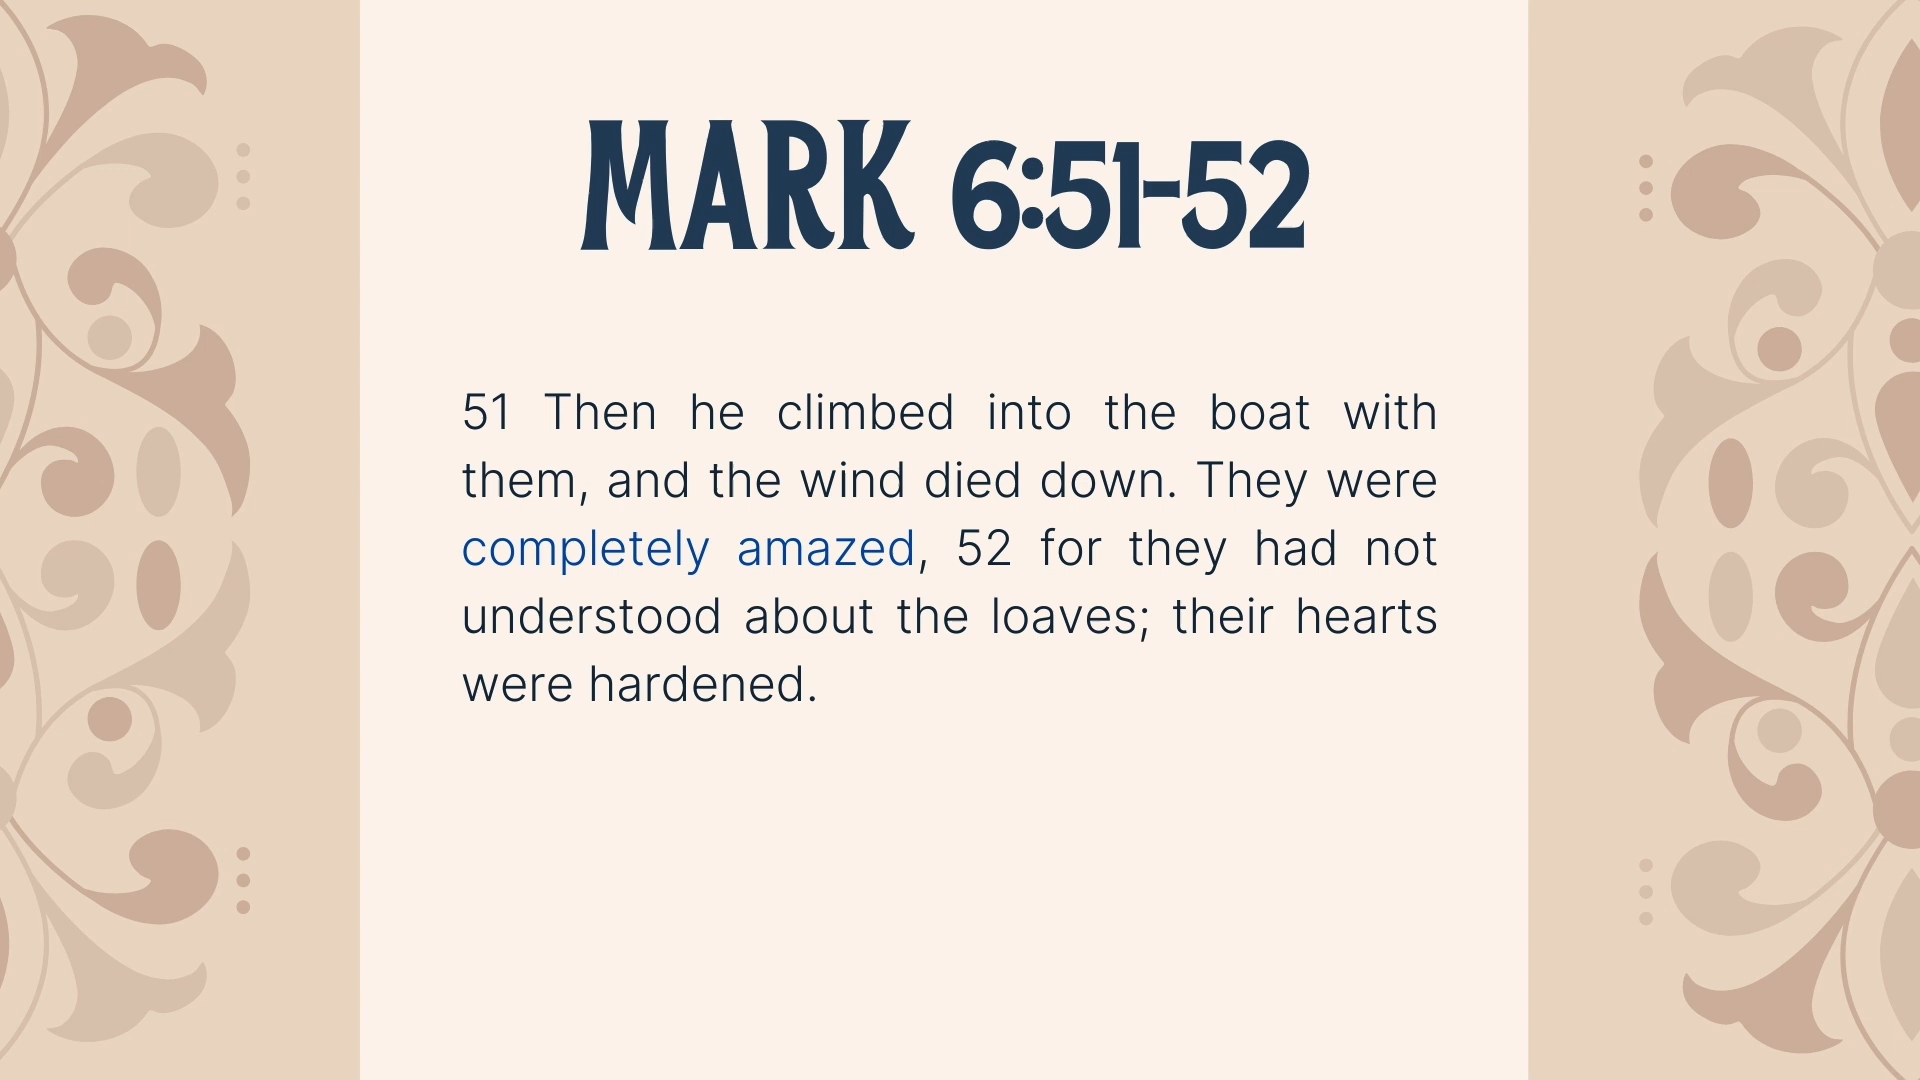 MARK 6:51-52
51 Then he climbed into the boat with
them, and the wind died down. They were
completely amazed, 52 for they had not
understood about the loaves; their hearts
were hardened.